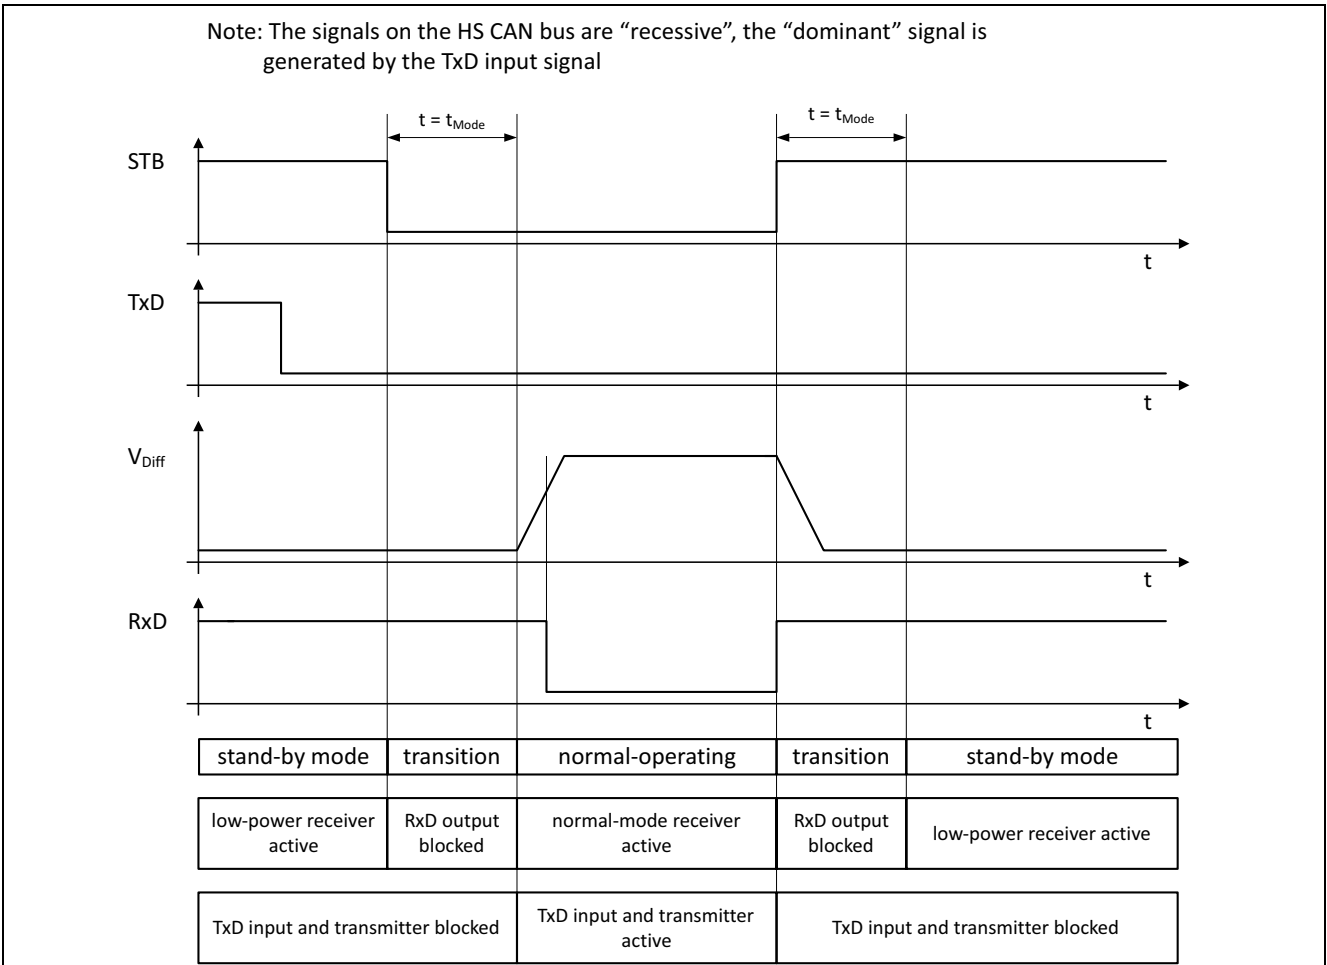 Note: The signals on the HS CAN bus are “recessive”, the “dominant” signal is
generated by the TxD input signal
t = tMode
t = tMode
STB
t
TxD
t
VDiff
t
RxD
t
stand-by mode
transition
normal-operating
transition
stand-by mode
low-power receiver
active
RxD output
blocked
normal-mode receiver
active
RxD output
blocked
low-power receiver active
TxD input and transmitter blocked
TxD input and transmitter
active
TxD input and transmitter blocked